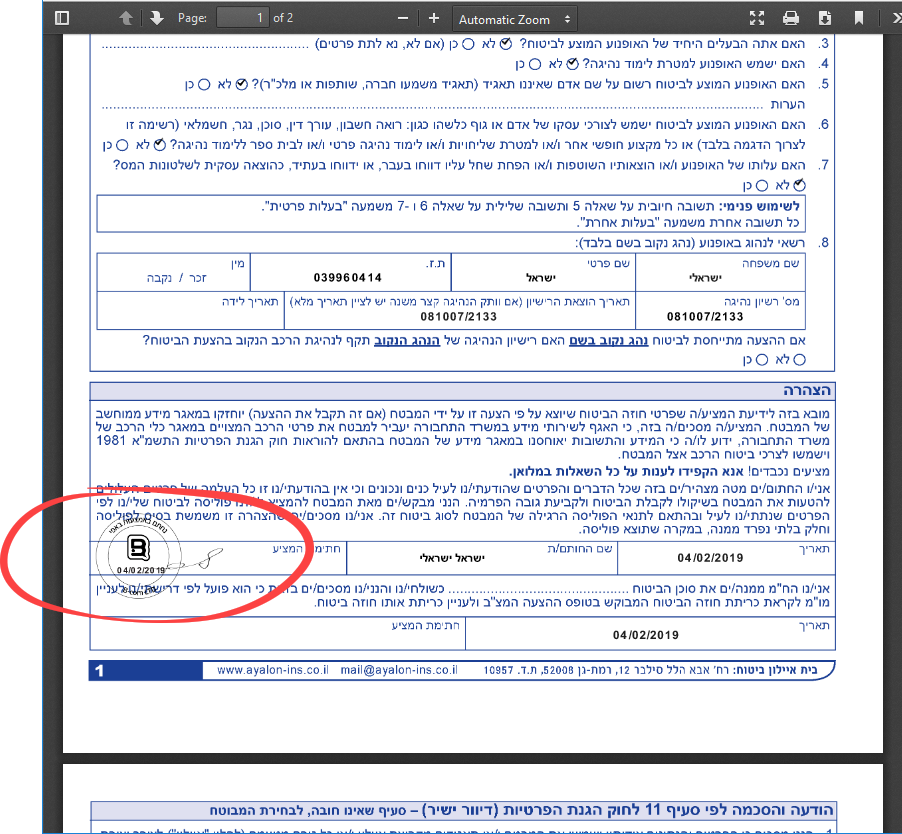 Page: 1 of 2 Automatic Zoom
3. האם אתה הבעלים היחיד של האופנוע המוצע לביטוח? לא כן (אם לא, נא לתת פרטים)
4. האם ישמש האופנוע למטרת לימוד נהיגה? לא כן
5. האם האופנוע המוצע לביטוח רשום על שם אדם שאיננו תאגיד (תאגיד משמעו חברה, שותפות או מלכ"ר)? לא כן
הערות
6. האם האופנוע המוצע לביטוח ישמש לצורכי עסקו של אדם או גוף כלשהו כגון: רואה חשבון, עורך דין, סוכן, נגר, חשמלאי (רשימה זו
לצרוך הדגמה בלבד) או כל מקצוע חופשי אחר ו/או למטרת שליחויות ו/או לימוד נהיגה פרטי ו/או לבית ספר ללימוד נהיגה? לא כן
7. האם עלותו של האופנוע ו/או הוצאותיו השוטפות ו/או הפחת שחל עליו דווחו בעבר, או ידווחו בעתיד, כהוצאה עסקית לשלטונות המס?
לא כן
לשימוש פנימי: תשובה חיובית על שאלה 5 ותשובה שלילית על שאלה 6 ו -7 משמעה "בעלות פרטית".
כל תשובה אחרת משמעה "בעלות אחרת".
8. רשאי לנהוג באופנוע (נהג נקוב בשם בלבד):
שם משפחה שם פרטי ת.ז. מין
ישראלי ישראל 039960414 זכר / נקבה
מס' רשיון נהיגה תאריך הוצאת הרישיון (אם וותק הנהיגה קצר משנה יש לציין תאריך מלא) תאריך לידה
081007/2133 081007/2133
אם ההצעה מתייחסת לביטוח נהג נקוב בשם האם רישיון הנהיגה של הנהג הנקוב תקף לנהיגת הרכב הנקוב בהצעת הביטוח?
לא כן
הצהרה
מובא בזה לידיעת המציע/ה שפרטי חוזה הביטוח שיוצא על פי הצעה זו על ידי המבטח (אם זה תקבל את ההצעה) יוחזקו במאגר מידע ממוחשב
של המבטח. המציע/ה מסכים/ה בזה, כי האגף לשירותי מידע במשרד התחבורה יעביר למבטח את פרטי הרכב המצויים במאגר כלי הרכב של
משרד התחבורה, ידוע לו/ה כי המידע והתשובות יאוחסנו במאגר מידע של המבטח בהתאם להוראות חוק הגנת הפרטיות התשמ"א 1981
וישמשו לצרכי ביטוח הרכב אצל המבטח.
מציעים נכבדים! אנא הקפידו לענות על כל השאלות במלואן.
אני/ו החתום/ים מטה מצהיר/ים בזה שכל הדברים והפרטים שהודעתי/נו לעיל כנים ונכונים וכי אין בהודעתי/נו זו כל העלמה של פרטים העלולים
להטעות את המבטח בשיקולו לקבלת הביטוח ולקביעת גובה הפרמיה. הנני מבקש/ים מאת המבטח להמציא לי/נו פוליסה לביטוח שלי/נו לפי
הפרטים שנתתי/נו לעיל ובהתאם לתנאי הפוליסה הרגילה של המבטח לסוג ביטוח זה. אני/נו מסכים/ים שהצהרה זו משמשת בסיס לפוליסה
וחלק בלתי נפרד ממנה, במקרה שתוצא פוליסה.
תאריך שם החותם/ת חתימת המציע
04/02/2019 ישראל ישראלי 04/02/2019
אני/נו הח"מ ממנה/ים את סוכן הביטוח כשולחי/נו והנני/נו מסכים/ים בזאת כי הוא פועל לפי דרישתי/נו לעניין
מו"מ לקראת כריתת חוזה הביטוח המבוקש בטופס ההצעה המצ"ב ולעניין כריתת אותו חוזה ביטוח.
תאריך חתימת המציע
04/02/2019
בית איילון ביטוח: רח' אבא הלל סילבר 12, רמת-גן 52008, ת.ד. 10957 mail@ayalon-ins.co.il www.ayalon-ins.co.il 1
הודעה והסכמה לפי סעיף 11 לחוק הגנת הפרטיות (דיוור ישיר) – סעיף שאינו חובה, לבחירת המבוטח